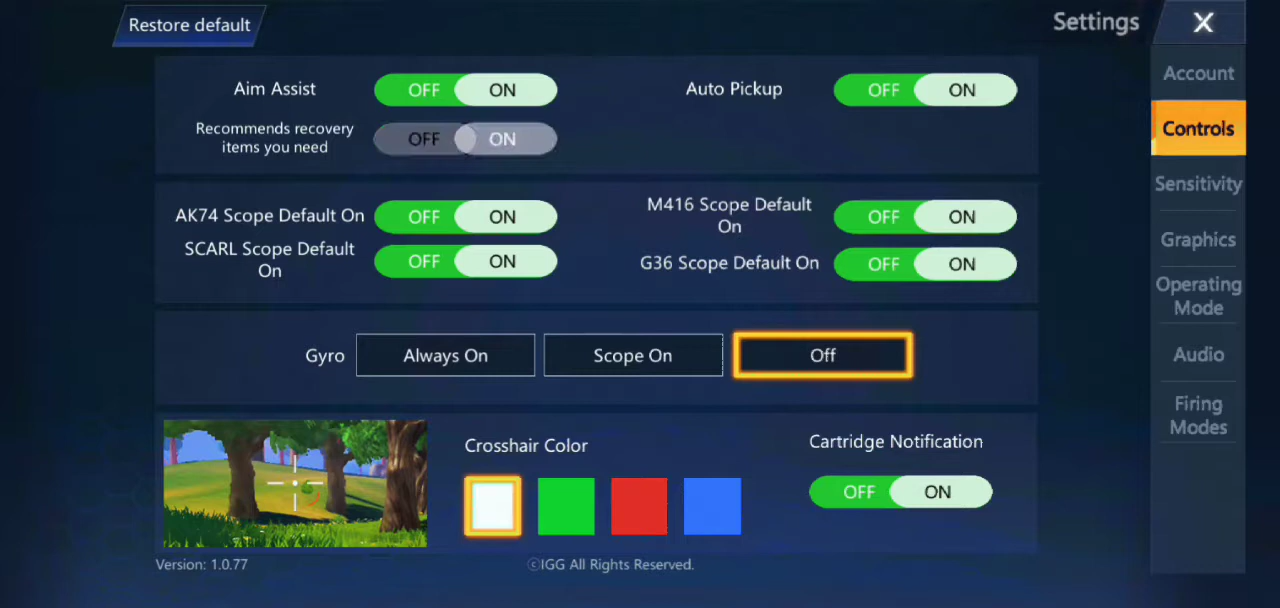 Restore default
Settings
X
Aim Assist
OFF ON
Auto Pickup
OFF ON
Recommends recovery
items you need
OFF ON
AK74 Scope Default On
OFF ON
M416 Scope Default
On
OFF ON
SCARL Scope Default
On
OFF ON
G36 Scope Default On
OFF ON
Gyro
Always On
Scope On
Off
Crosshair Color
Cartridge Notification
OFF ON
Version: 1.0.77
ⓒIGG All Rights Reserved.
Account
Controls
Sensitivity
Graphics
Operating
Mode
Audio
Firing
Modes